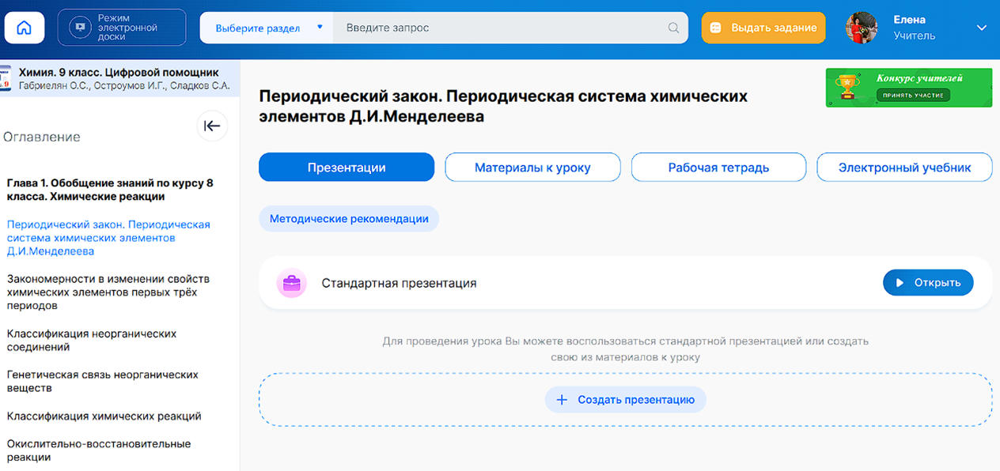 Режим
электронной
доски
Выберите раздел
Введите запрос
Выдать задание
Елена
Учитель
Химия. 9 класс. Цифровой помощник
Габриелян О.С., Остроумов И.Г., Сладков С.А.
Оглавление
Глава 1. Обобщение знаний по курсу 8
класса. Химические реакции
Периодический закон. Периодическая
система химических элементов
Д.И.Менделеева
Закономерности в изменении свойств
химических элементов первых трёх
периодов
Классификация неорганических
соединений
Генетическая связь неорганических
веществ
Классификация химических реакций
Окислительно-восстановительные
реакции
Периодический закон. Периодическая система химических
элементов Д.И.Менделеева
Конкурс учителей
ПРИНЯТЬ УЧАСТИЕ
Презентации
Материалы к уроку
Рабочая тетрадь
Электронный учебник
Методические рекомендации
Стандартная презентация
Открыть
Для проведения урока Вы можете воспользоваться стандартной презентацией или создать
свою из материалов к уроку
+ Создать презентацию